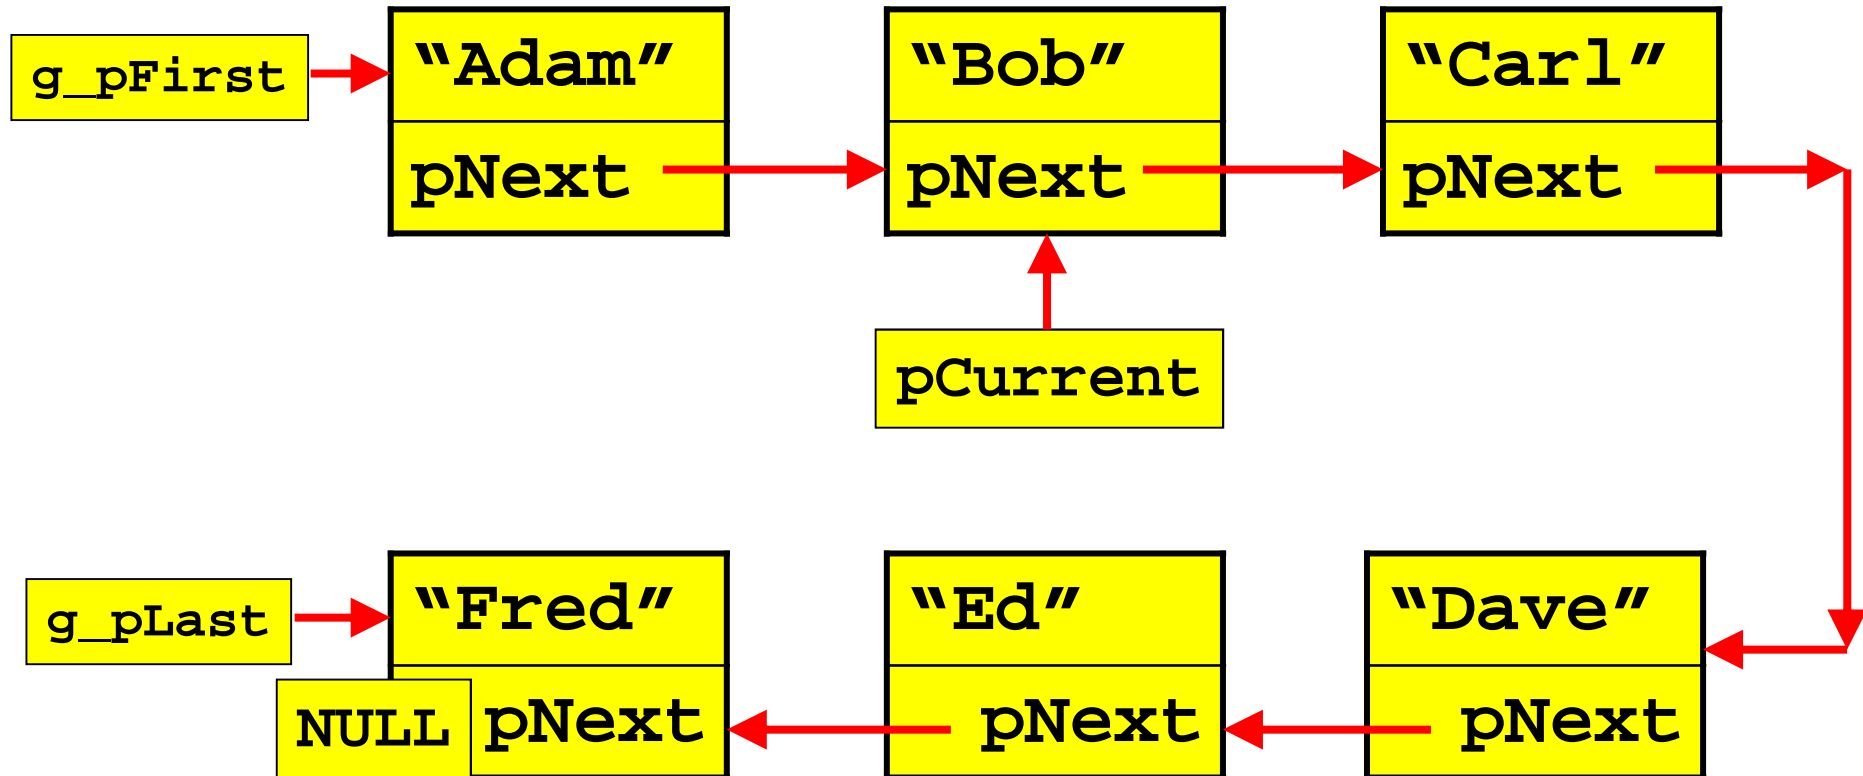 g_pFirst
“Adam”
“Bob”
“Carl”
pNext
pNext
pNext
pCurrent
g_pLast
“Fred”
“Ed”
“Dave”
NULL
pNext
pNext
pNext